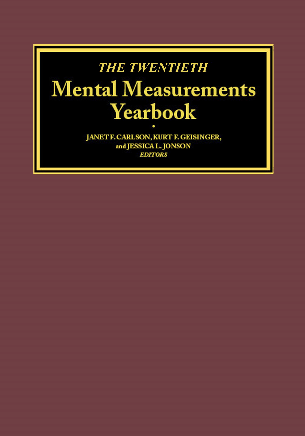 THE TWENTIETH
Mental Measurements
Yearbook
•
JANET F. CARLSON, KURT F. GEISINGER,
and JESSICA L. JONSON
EDITORS